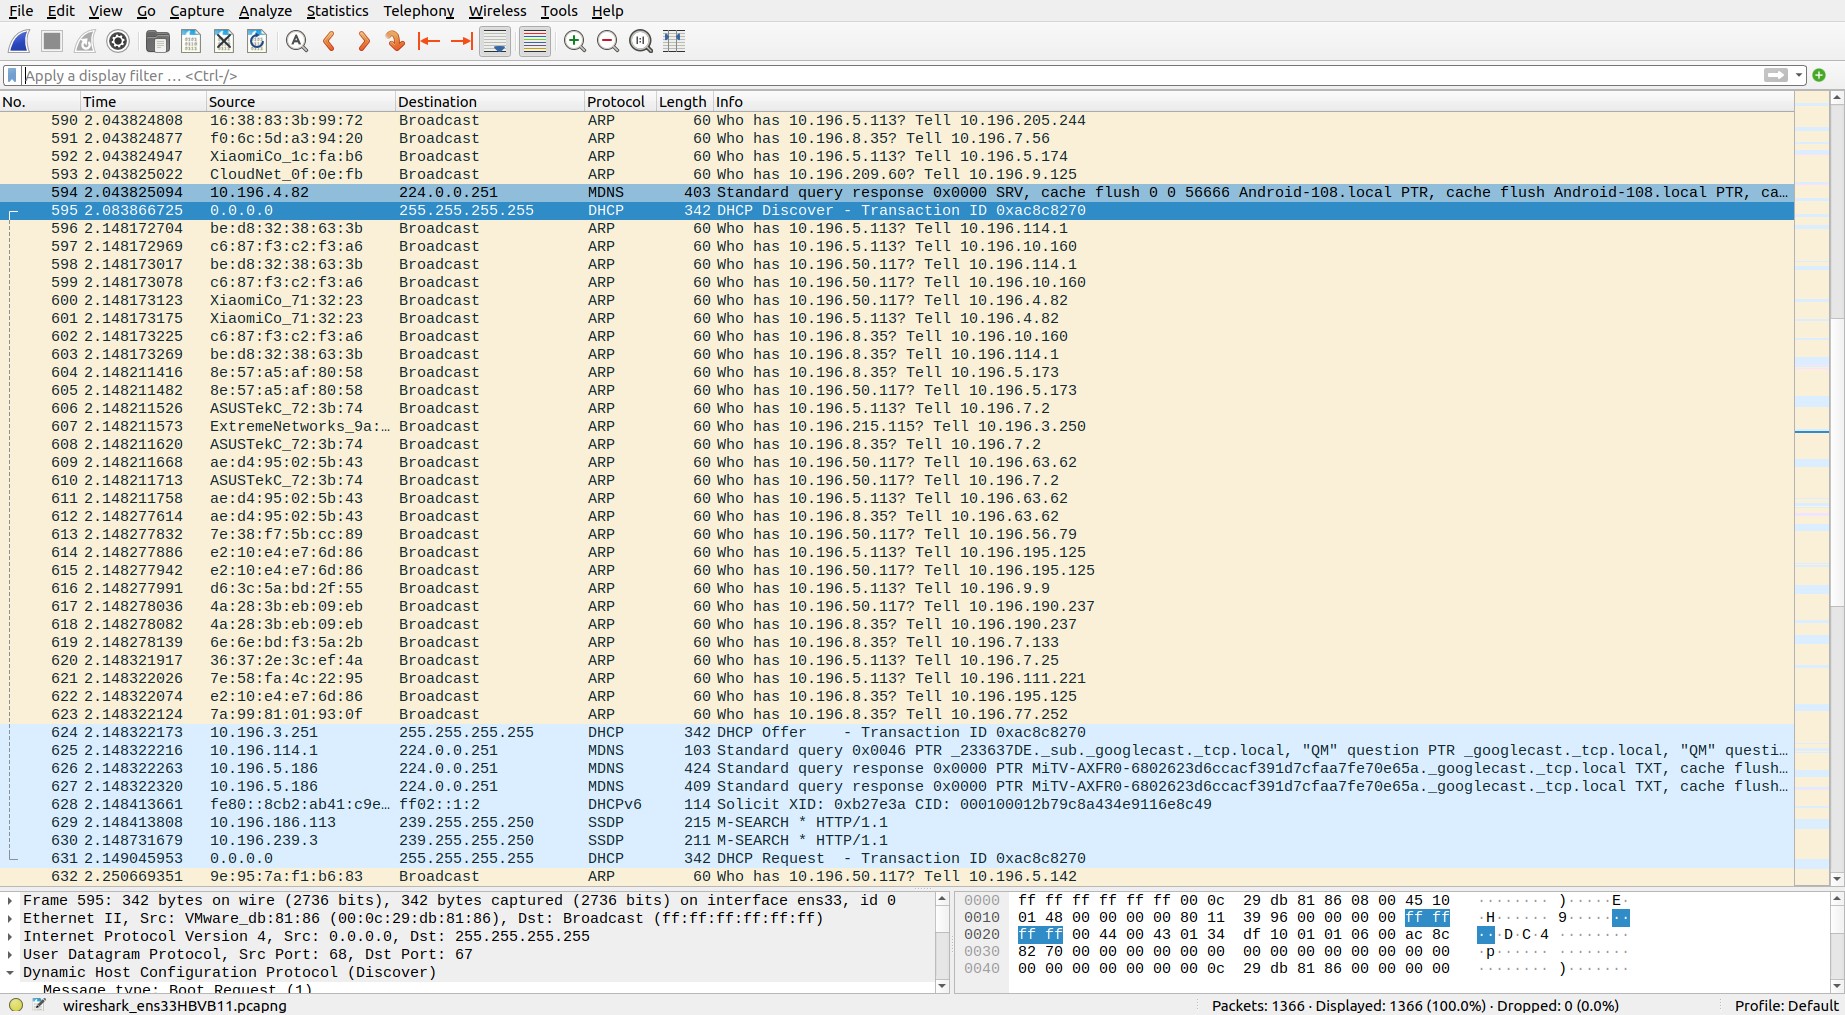 File Edit View Go Capture Analyze Statistics Telephony Wireless Tools Help
Apply a display filter … <Ctrl-/>
No. Time Source Destination Protocol Length Info
590 2.043824808 16:38:83:3b:99:72 Broadcast ARP 60 Who has 10.196.5.113? Tell 10.196.205.244
591 2.043824877 f0:6c:5d:a3:94:20 Broadcast ARP 60 Who has 10.196.8.35? Tell 10.196.7.56
592 2.043824947 XiaomiCo_1c:fa:b6 Broadcast ARP 60 Who has 10.196.5.113? Tell 10.196.5.174
593 2.043825022 CloudNet_0f:0e:fb Broadcast ARP 60 Who has 10.196.209.60? Tell 10.196.9.125
594 2.043825094 10.196.4.82 224.0.0.251 MDNS 403 Standard query response 0x0000 SRV, cache flush 0 0 56666 Android-108.local PTR, cache flush Android-108.local PTR, ca…
595 2.083866725 0.0.0.0 255.255.255.255 DHCP 342 DHCP Discover - Transaction ID 0xac8c8270
596 2.148172704 be:d8:32:38:63:3b Broadcast ARP 60 Who has 10.196.5.113? Tell 10.196.114.1
597 2.148172969 c6:87:f3:c2:f3:a6 Broadcast ARP 60 Who has 10.196.5.113? Tell 10.196.10.160
598 2.148173017 be:d8:32:38:63:3b Broadcast ARP 60 Who has 10.196.50.117? Tell 10.196.114.1
599 2.148173078 c6:87:f3:c2:f3:a6 Broadcast ARP 60 Who has 10.196.50.117? Tell 10.196.10.160
600 2.148173123 XiaomiCo_71:32:23 Broadcast ARP 60 Who has 10.196.50.117? Tell 10.196.4.82
601 2.148173175 XiaomiCo_71:32:23 Broadcast ARP 60 Who has 10.196.5.113? Tell 10.196.4.82
602 2.148173225 c6:87:f3:c2:f3:a6 Broadcast ARP 60 Who has 10.196.8.35? Tell 10.196.10.160
603 2.148173269 be:d8:32:38:63:3b Broadcast ARP 60 Who has 10.196.8.35? Tell 10.196.114.1
604 2.148211416 8e:57:a5:af:80:58 Broadcast ARP 60 Who has 10.196.8.35? Tell 10.196.5.173
605 2.148211482 8e:57:a5:af:80:58 Broadcast ARP 60 Who has 10.196.50.117? Tell 10.196.5.173
606 2.148211526 ASUSTekC_72:3b:74 Broadcast ARP 60 Who has 10.196.5.113? Tell 10.196.7.2
607 2.148211573 ExtremeNetworks_9a:… Broadcast ARP 60 Who has 10.196.215.115? Tell 10.196.3.250
608 2.148211620 ASUSTekC_72:3b:74 Broadcast ARP 60 Who has 10.196.8.35? Tell 10.196.7.2
609 2.148211668 ae:d4:95:02:5b:43 Broadcast ARP 60 Who has 10.196.50.117? Tell 10.196.63.62
610 2.148211713 ASUSTekC_72:3b:74 Broadcast ARP 60 Who has 10.196.50.117? Tell 10.196.7.2
611 2.148211758 ae:d4:95:02:5b:43 Broadcast ARP 60 Who has 10.196.5.113? Tell 10.196.63.62
612 2.148277614 ae:d4:95:02:5b:43 Broadcast ARP 60 Who has 10.196.8.35? Tell 10.196.63.62
613 2.148277832 7e:38:f7:5b:cc:89 Broadcast ARP 60 Who has 10.196.50.117? Tell 10.196.56.79
614 2.148277886 e2:10:e4:e7:6d:86 Broadcast ARP 60 Who has 10.196.5.113? Tell 10.196.195.125
615 2.148277942 e2:10:e4:e7:6d:86 Broadcast ARP 60 Who has 10.196.50.117? Tell 10.196.195.125
616 2.148277991 d6:3c:5a:bd:2f:55 Broadcast ARP 60 Who has 10.196.5.113? Tell 10.196.9.9
617 2.148278036 4a:28:3b:eb:09:eb Broadcast ARP 60 Who has 10.196.50.117? Tell 10.196.190.237
618 2.148278082 4a:28:3b:eb:09:eb Broadcast ARP 60 Who has 10.196.8.35? Tell 10.196.190.237
619 2.148278139 6e:6e:bd:f3:5a:2b Broadcast ARP 60 Who has 10.196.8.35? Tell 10.196.7.133
620 2.148321917 36:37:2e:3c:ef:4a Broadcast ARP 60 Who has 10.196.5.113? Tell 10.196.7.25
621 2.148322026 7e:58:fa:4c:22:95 Broadcast ARP 60 Who has 10.196.5.113? Tell 10.196.111.221
622 2.148322074 e2:10:e4:e7:6d:86 Broadcast ARP 60 Who has 10.196.8.35? Tell 10.196.195.125
623 2.148322124 7a:99:81:01:93:0f Broadcast ARP 60 Who has 10.196.8.35? Tell 10.196.77.252
624 2.148322173 10.196.3.251 255.255.255.255 DHCP 342 DHCP Offer - Transaction ID 0xac8c8270
625 2.148322216 10.196.114.1 224.0.0.251 MDNS 103 Standard query 0x0046 PTR _233637DE._sub._googlecast._tcp.local, "QM" question PTR _googlecast._tcp.local, "QM" questi…
626 2.148322263 10.196.5.186 224.0.0.251 MDNS 424 Standard query response 0x0000 PTR MiTV-AXFR0-6802623d6ccacf391d7cfaa7fe70e65a._googlecast._tcp.local TXT, cache flush…
627 2.148322320 10.196.5.186 224.0.0.251 MDNS 409 Standard query response 0x0000 PTR MiTV-AXFR0-6802623d6ccacf391d7cfaa7fe70e65a._googlecast._tcp.local TXT, cache flush…
628 2.148413661 fe80::8cb2:ab41:c9e… ff02::1:2 DHCPv6 114 Solicit XID: 0xb27e3a CID: 000100012b79c8a434e9116e8c49
629 2.148413808 10.196.186.113 239.255.255.250 SSDP 215 M-SEARCH * HTTP/1.1
630 2.148731679 10.196.239.3 239.255.255.250 SSDP 211 M-SEARCH * HTTP/1.1
631 2.149045953 0.0.0.0 255.255.255.255 DHCP 342 DHCP Request - Transaction ID 0xac8c8270
632 2.250669351 9e:95:7a:f1:b6:83 Broadcast ARP 60 Who has 10.196.50.117? Tell 10.196.5.142
Frame 595: 342 bytes on wire (2736 bits), 342 bytes captured (2736 bits) on interface ens33, id 0
Ethernet II, Src: VMware_db:81:86 (00:0c:29:db:81:86), Dst: Broadcast (ff:ff:ff:ff:ff:ff)
Internet Protocol Version 4, Src: 0.0.0.0, Dst: 255.255.255.255
User Datagram Protocol, Src Port: 68, Dst Port: 67
Dynamic Host Configuration Protocol (Discover)
Message type: Boot Request (1)
0000 ff ff ff ff ff ff 00 0c 29 db 81 86 08 00 45 10 ········ )·····E·
0010 01 48 00 00 00 00 80 11 39 96 00 00 00 00 ff ff ·H······ 9·······
0020 ff ff 00 44 00 43 01 34 df 10 01 01 06 00 ac 8c ···D·C·4 ········
0030 82 70 00 00 00 00 00 00 00 00 00 00 00 00 00 00 ·p······ ········
0040 00 00 00 00 00 00 00 0c 29 db 81 86 00 00 00 00 ········ )·······
wireshark_ens33HBVB11.pcapng Packets: 1366 · Displayed: 1366 (100.0%) · Dropped: 0 (0.0%) Profile: Default